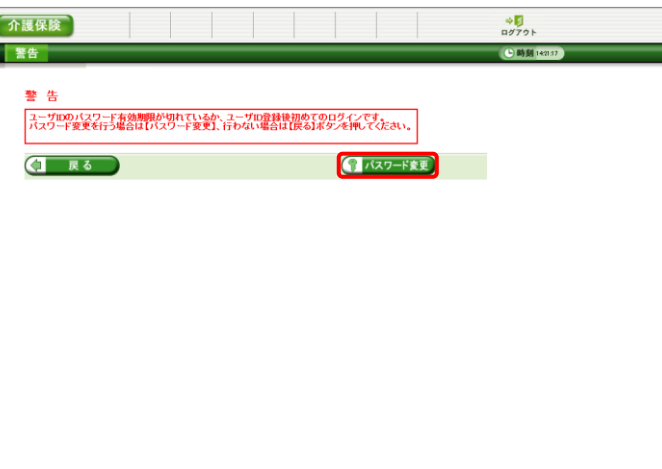 介護保険
ログアウト
警告
時刻 14:21:57
警 告
ユーザIDのパスワード有効期限が切れているか、ユーザID登録後初めてのログインです。
パスワード変更を行う場合は【パスワード変更】、行わない場合は【戻る】ボタンを押してください。
戻る
パスワード変更